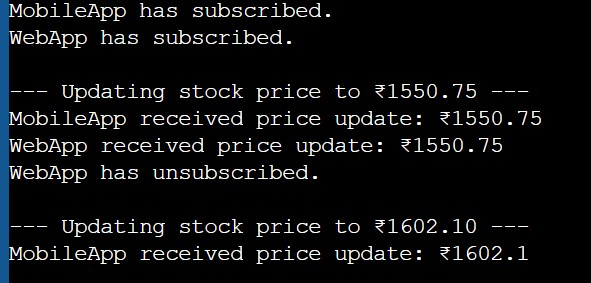 MobileApp has subscribed.
WebApp has subscribed.
--- Updating stock price to ₹1550.75 ---
MobileApp received price update: ₹1550.75
WebApp received price update: ₹1550.75
WebApp has unsubscribed.
--- Updating stock price to ₹1602.10 ---
MobileApp received price update: ₹1602.1